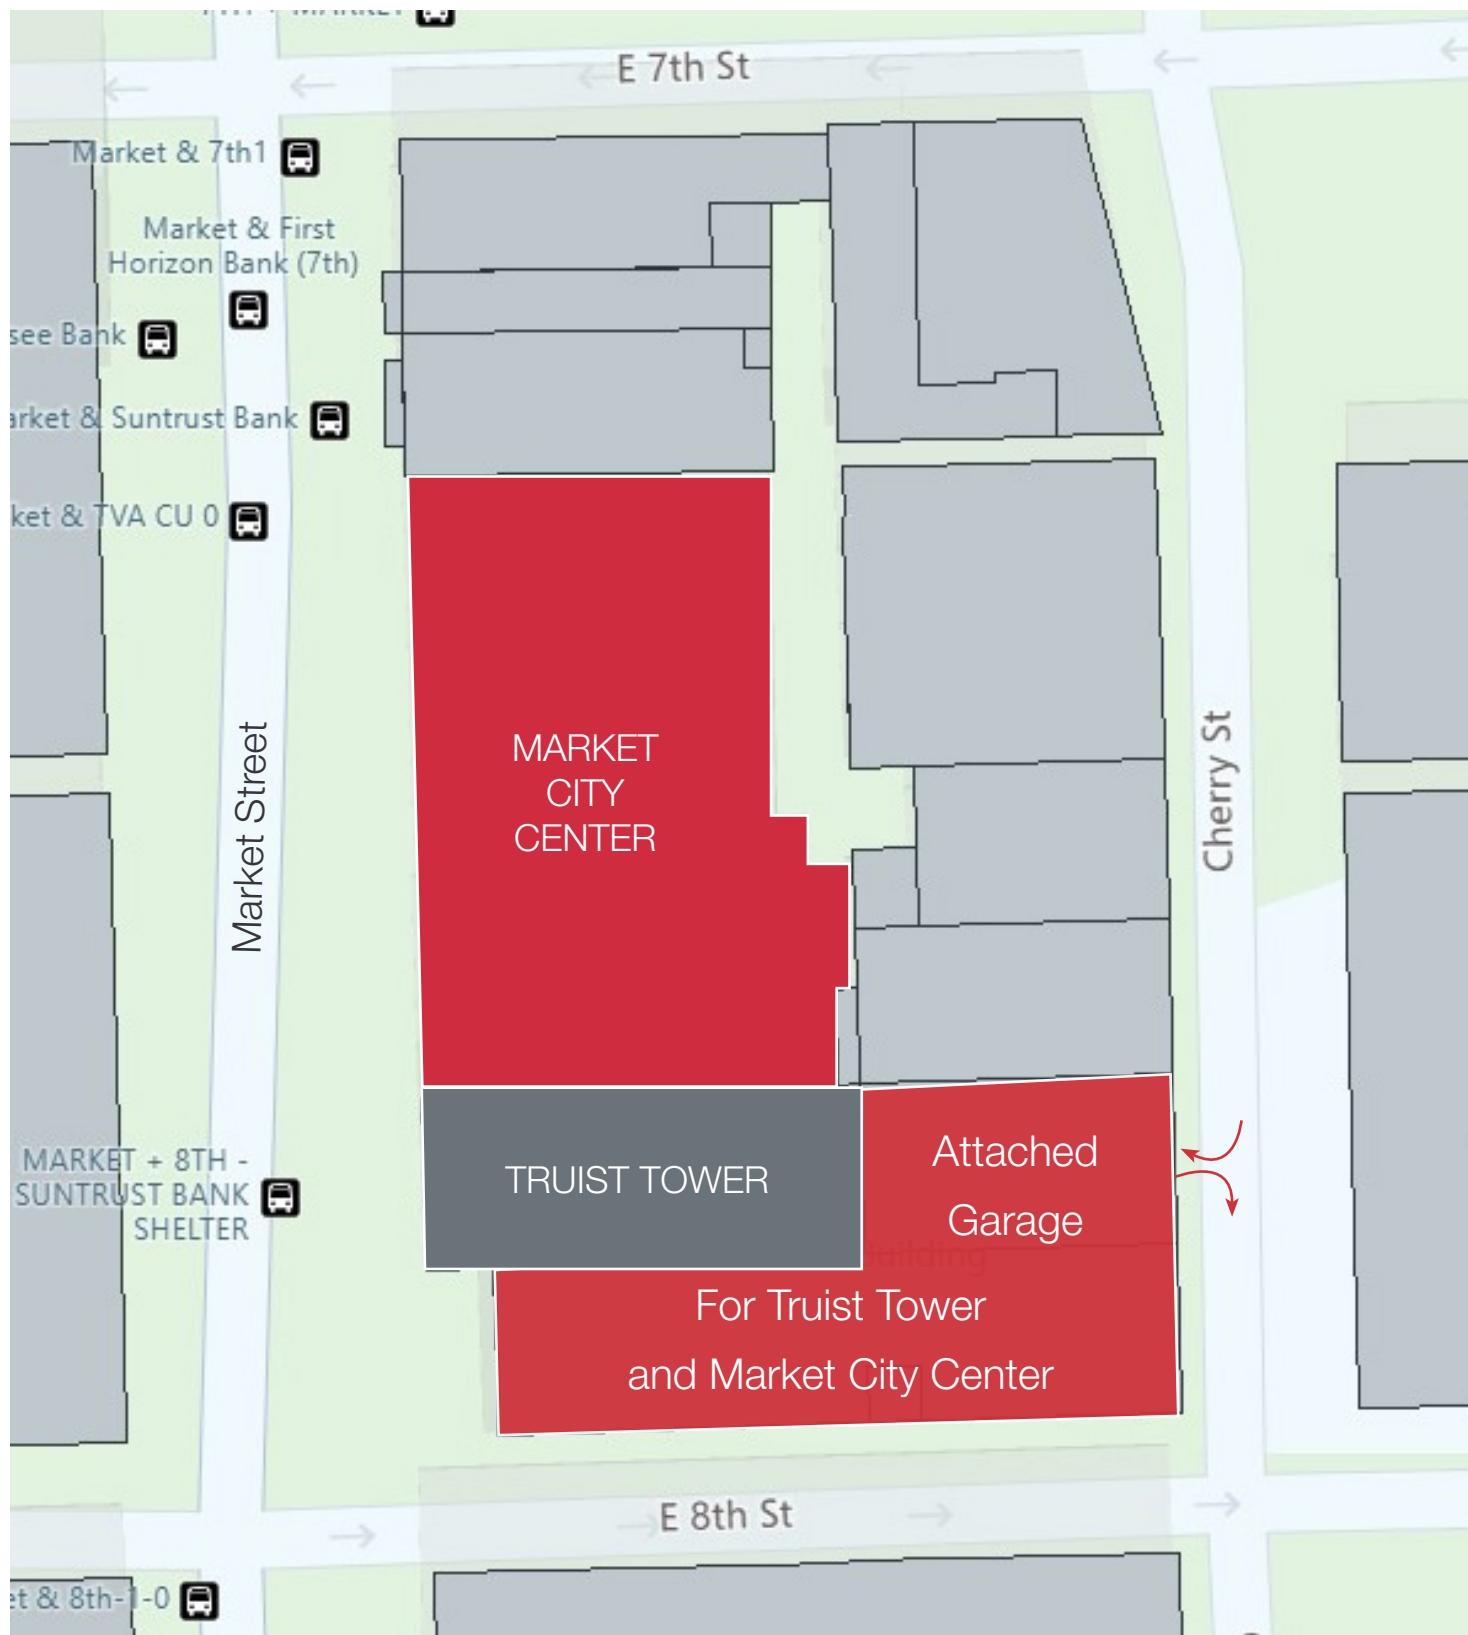 E 7th St
Market & 7th1
Market & First
Horizon Bank (7th)
see Bank
arket & Suntrust Bank
ket & TVA CU 0
MARKET
CITY
CENTER
Market Street
Cherry St
MARKET + 8TH -
SUNTRUST BANK
SHELTER
TRUIST TOWER
Attached
Garage
Building
For Truist Tower
and Market City Center
E 8th St
et & 8th-1-0